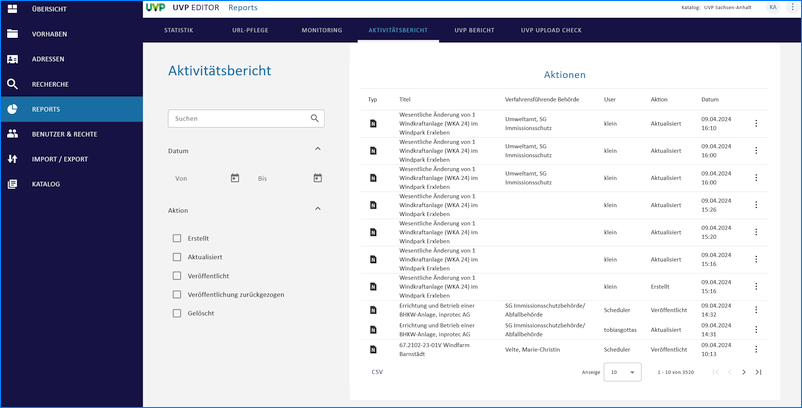 ÜBERSICHT
VORHABEN
ADRESSEN
RECHERCHE
REPORTS
BENUTZER & RECHTE
IMPORT / EXPORT
KATALOG
UVP UVP EDITOR Reports
Katalog: UVP Sachsen-Anhalt KA
STATISTIK URL-PFLEGE MONITORING AKTIVITÄTSBERICHT UVP BERICHT UVP UPLOAD CHECK
Aktivitätsbericht
Suchen
Datum
Von Bis
Aktion
Erstellt
Aktualisiert
Veröffentlicht
Veröffentlichung zurückgezogen
Gelöscht
Aktionen
Typ Titel Verfahrensführende Behörde User Aktion Datum
Wesentliche Änderung von 1
Windkraftanlage (WKA 24) im
Windpark Erxleben
Umweltamt, SG
Immissionsschutz
klein
Aktualisiert
09.04.2024
16:10
Wesentliche Änderung von 1
Windkraftanlage (WKA 24) im
Windpark Erxleben
Umweltamt, SG
Immissionsschutz
klein
Aktualisiert
09.04.2024
16:00
Wesentliche Änderung von 1
Windkraftanlage (WKA 24) im
Windpark Erxleben
Umweltamt, SG
Immissionsschutz
klein
Aktualisiert
09.04.2024
16:00
Wesentliche Änderung von 1
Windkraftanlage (WKA 24) im
Windpark Erxleben
klein
Aktualisiert
09.04.2024
15:26
Wesentliche Änderung von 1
Windkraftanlage (WKA 24) im
Windpark Erxleben
klein
Aktualisiert
09.04.2024
15:20
Wesentliche Änderung von 1
Windkraftanlage (WKA 24) im
Windpark Erxleben
klein
Aktualisiert
09.04.2024
15:16
Wesentliche Änderung von 1
Windkraftanlage (WKA 24) im
Windpark Erxleben
klein
Erstellt
09.04.2024
15:16
Errichtung und Betrieb einer
BHKW-Anlage, inprotec AG
SG Immissionsschutzbehörde/
Abfallbehörde
Scheduler
Veröffentlicht
09.04.2024
14:32
Errichtung und Betrieb einer
BHKW-Anlage, inprotec AG
SG Immissionsschutzbehörde/
Abfallbehörde
tobiasgottas
Aktualisiert
09.04.2024
14:31
67.2102-23-01V Windfarm
Barnstädt
Velte, Marie-Christin
Scheduler
Veröffentlicht
09.04.2024
10:13
CSV
Anzeige 10 1 - 10 von 3520